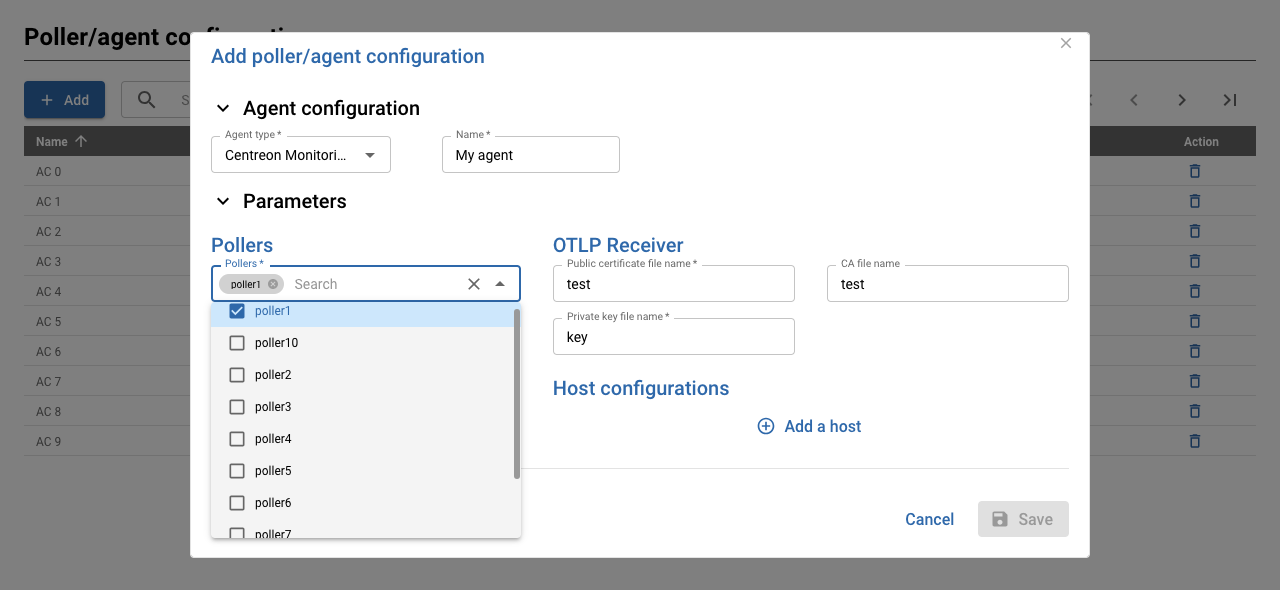 Poller/agent co
Add poller/agent configuration
Add
S
Name
Action
AC 0
AC 1
AC 2
AC 3
AC 4
AC 5
AC 6
AC 7
AC 8
AC 9
Agent configuration
Agent type *
Centreon Monitori...
Name *
My agent
Parameters
Pollers
Pollers *
poller1
Search
poller1
poller10
poller2
poller3
poller4
poller5
poller6
poller7
OTLP Receiver
Public certificate file name *
test
CA file name
test
Private key file name *
key
Host configurations
Add a host
Cancel
Save